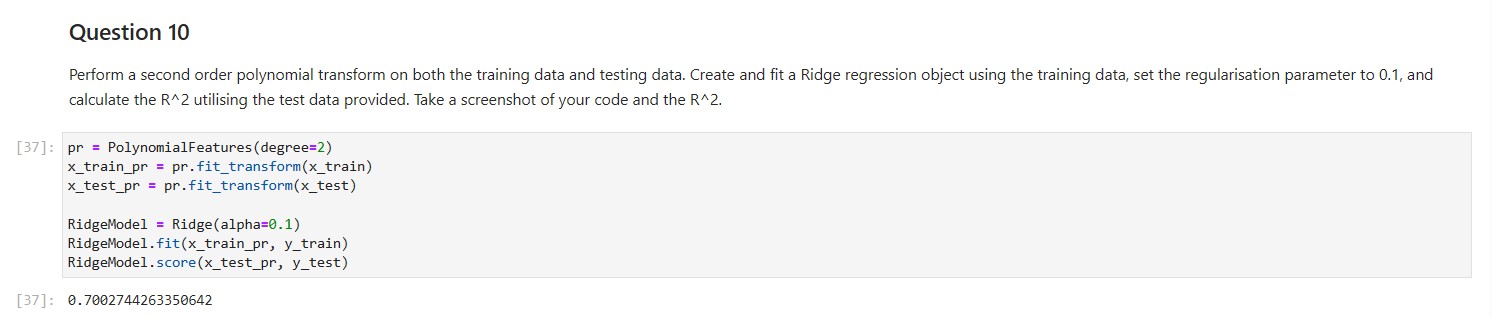 Question 10
Perform a second order polynomial transform on both the training data and testing data. Create and fit a Ridge regression object using the training data, set the regularisation parameter to 0.1, and
calculate the R^2 utilising the test data provided. Take a screenshot of your code and the R^2.
[37]: pr = PolynomialFeatures(degree=2)
x_train_pr = pr.fit_transform(x_train)
x_test_pr = pr.fit_transform(x_test)
RidgeModel = Ridge(alpha=0.1)
RidgeModel.fit(x_train_pr, y_train)
RidgeModel.score(x_test_pr, y_test)
[37]: 0.7002744263350642